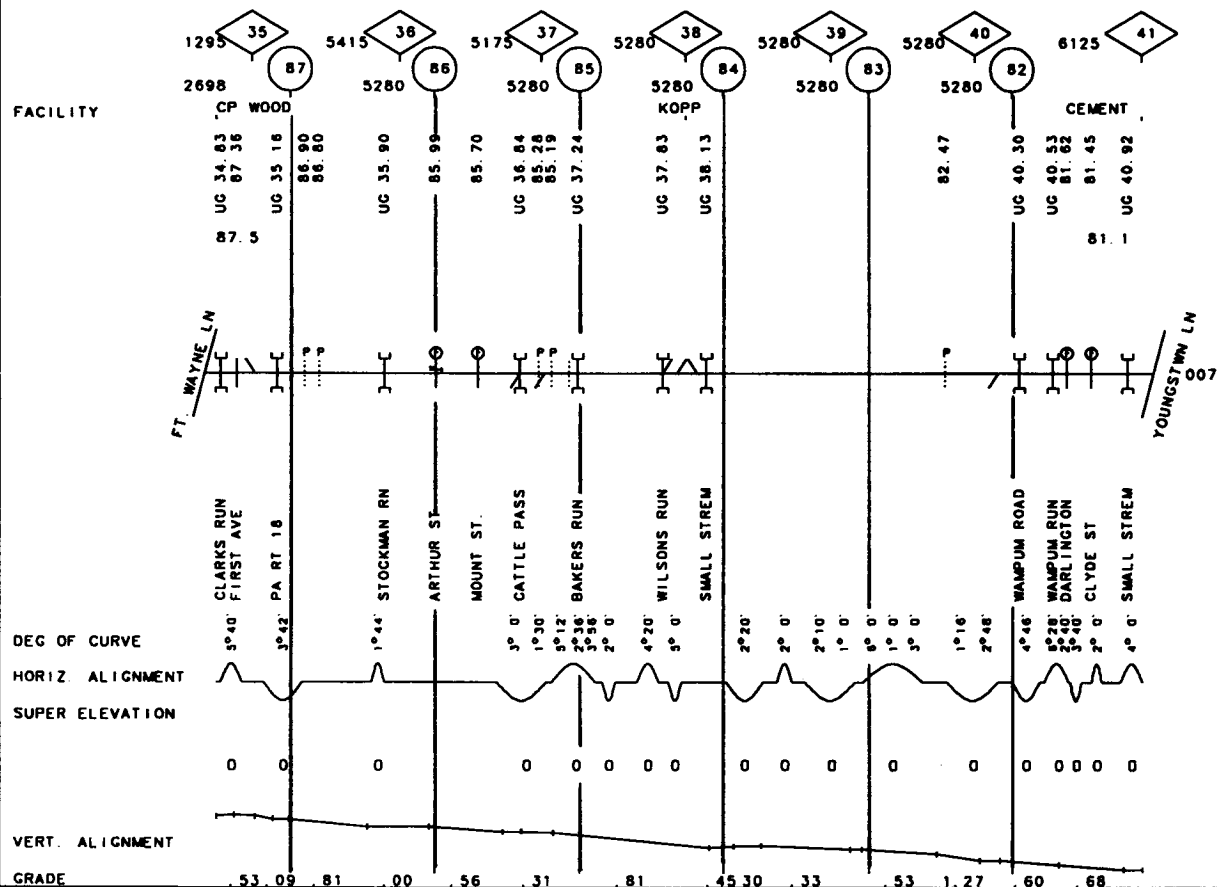 35 36 37 38 39 40 41
1295 5415 5175 5280 5280 5280 6125
87 86 85 84 83 82
2698 5280 5280 5280 5280 5280
FACILITY CP WOOD KOPP CEMENT
UG 34.83
87 36
UG 35 16
86.90
86.80
UG 35.90
85.99
85.70
UG 36.84
85.28
85.19
UG 37.24
UG 37.83
UG 38.13
82.47
UG 40.30
UG 40.53
81.62
81.45
UG 40.92
87.5 81.1
P P P P P
FT. WAYNE LN
YOUNGSTWN LN
007
CLARKS RUN
FIRST AVE
PA RT 18
STOCKMAN RN
ARTHUR ST
MOUNT ST.
CATTLE PASS
BAKERS RUN
WILSONS RUN
SMALL STREM
WAMPUM ROAD
WAMPUM RUN
DARLINGTON
CLYDE ST
SMALL STREM
DEG OF CURVE 5°40' 3°42' 1°44' 3° 0' 1°30' 5°12' 2°36' 3°56' 2° 0' 4°20' 5° 0' 2°20' 2° 0' 2°10' 1° 0' 6° 0' 1° 0' 3° 0' 1°16' 2°48' 4°46' 8°28' 2°40' 3°40' 2° 0' 4° 0'
HORIZ. ALIGNMENT
SUPER ELEVATION
0 0 0 0 0 0 0 0 0 0 0 0 0 0 0 0 0
VERT. ALIGNMENT
GRADE .53 .09 .81 .00 .56 .31 .81 .45 .30 .33 .53 1.27 .60 .68